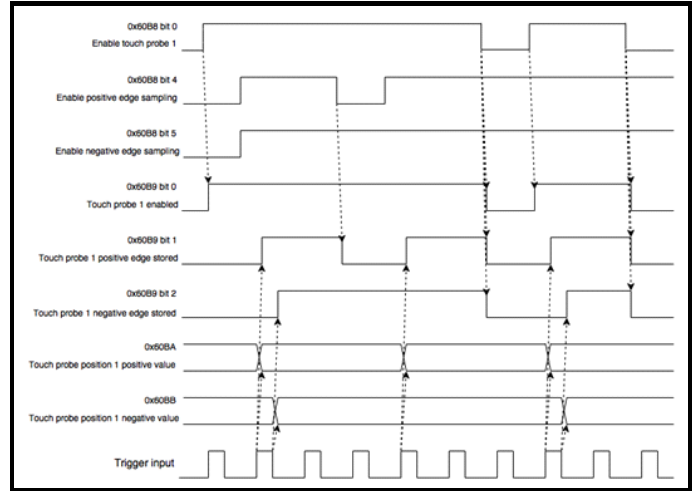 0x60B8 bit 0
Enable touch probe 1
0x60B8 bit 4
Enable positive edge sampling
0x60B8 bit 5
Enable negative edge sampling
0x60B9 bit 0
Touch probe 1 enabled
0x60B9 bit 1
Touch probe 1 positive edge stored
0x60B9 bit 2
Touch probe 1 negative edge stored
0x60BA
Touch probe position 1 positive value
0x60BB
Touch probe position 1 negative value
Trigger input